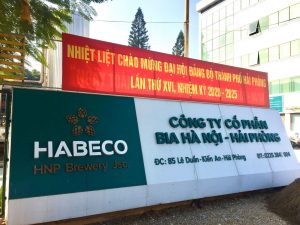 NHIỆT LIỆT CHÀO MỪNG ĐẠI HỘI ĐẢNG BỘ THÀNH PHỐ HẢI PHÒNG
LẦN THỨ XVI, NHIỆM KỲ 2020 - 2025
HABECO
HNP Brewery Jsc.
CÔNG TY CỔ PHẦN
BIA HÀ NỘI - HẢI PHÒNG
ĐC: 85 Lê Duẩn - Kiến An - Hải Phòng